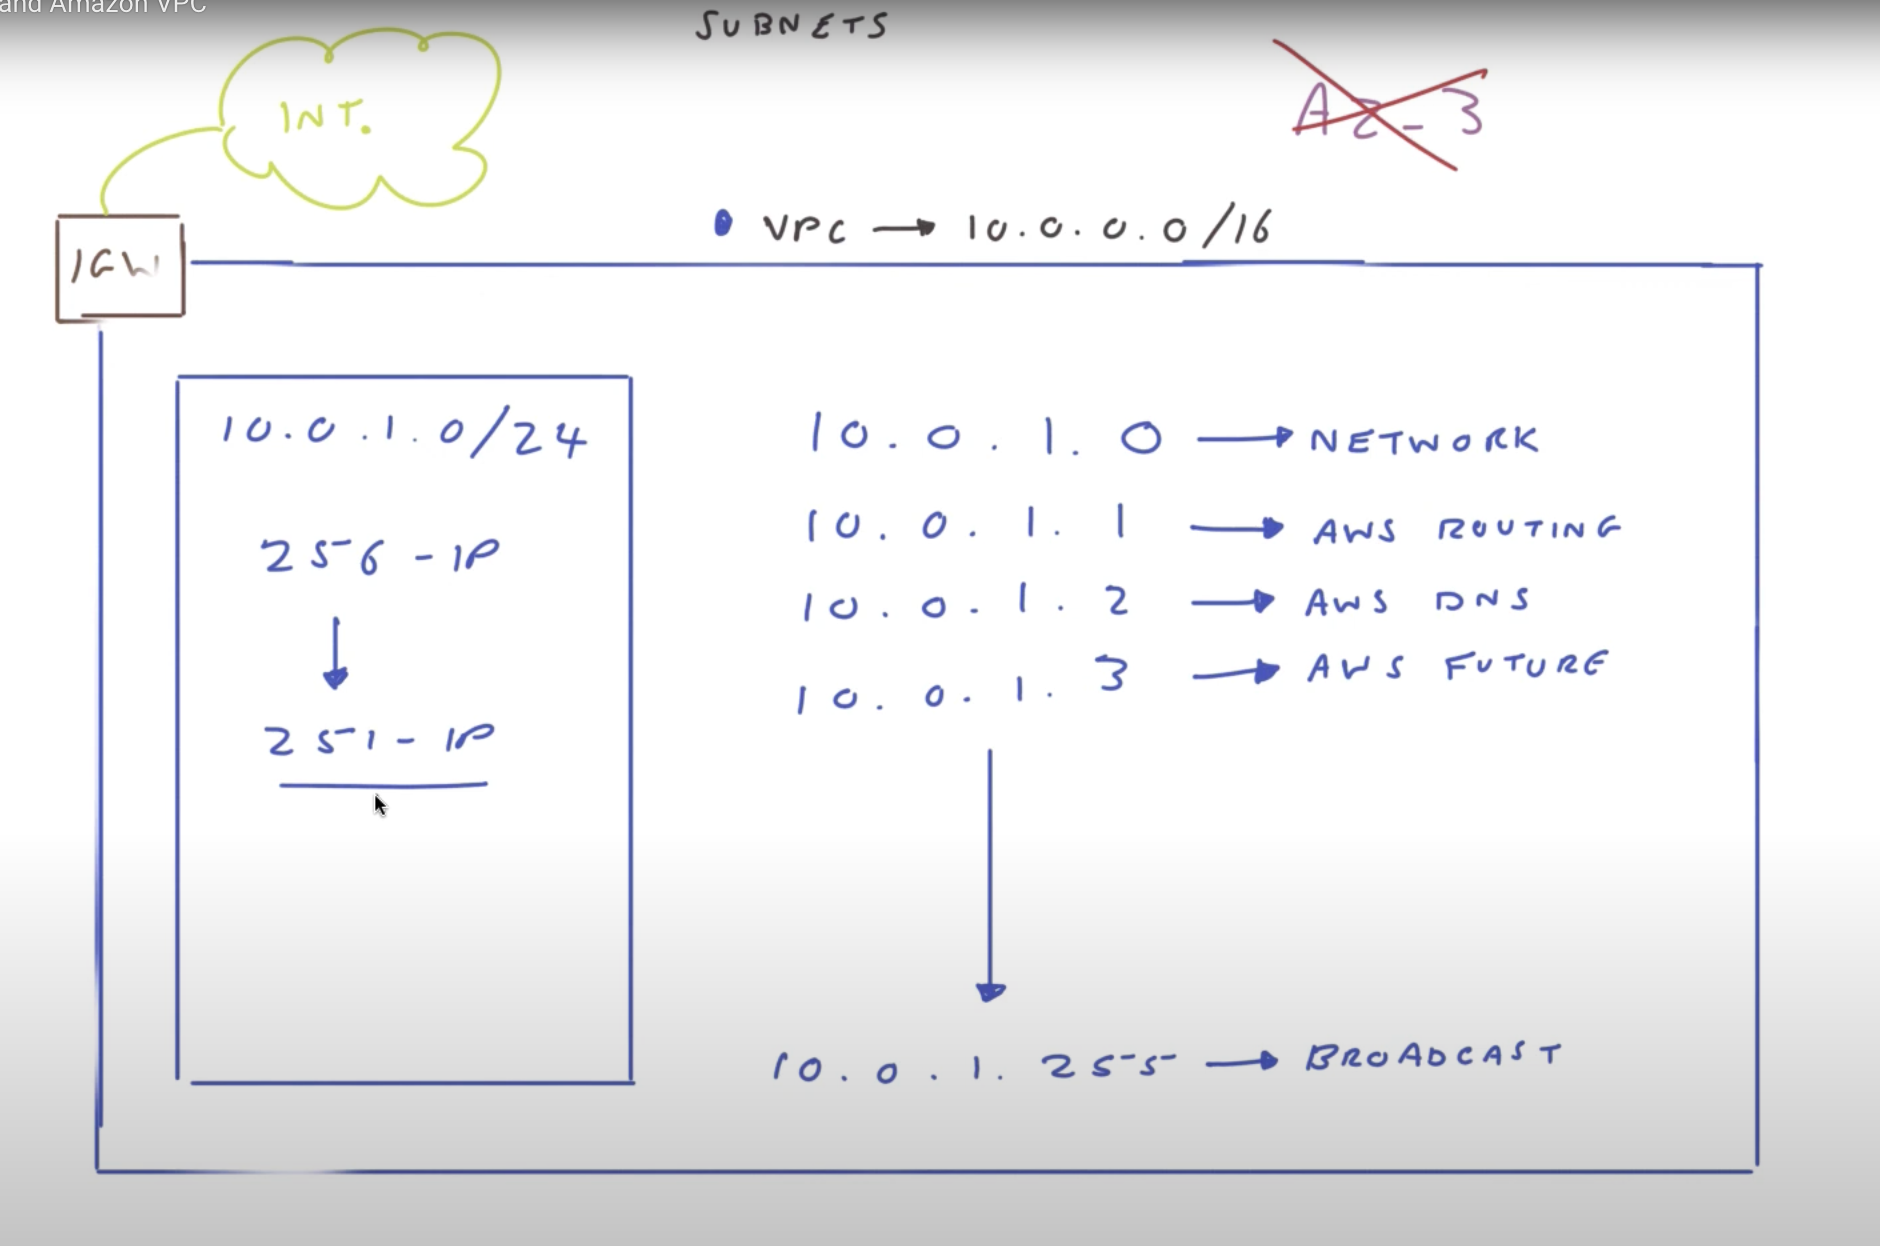 and Amazon VPC
SUBNETS
INT.
AZ-3
IGW
VPC → 10.0.0.0/16
10.0.1.0/24
256-IP
251-IP
10.0.1.0 → NETWORK
10.0.1.1 → AWS ROUTING
10.0.1.2 → AWS DNS
10.0.1.3 → AWS FUTURE
10.0.1.255 → BROADCAST